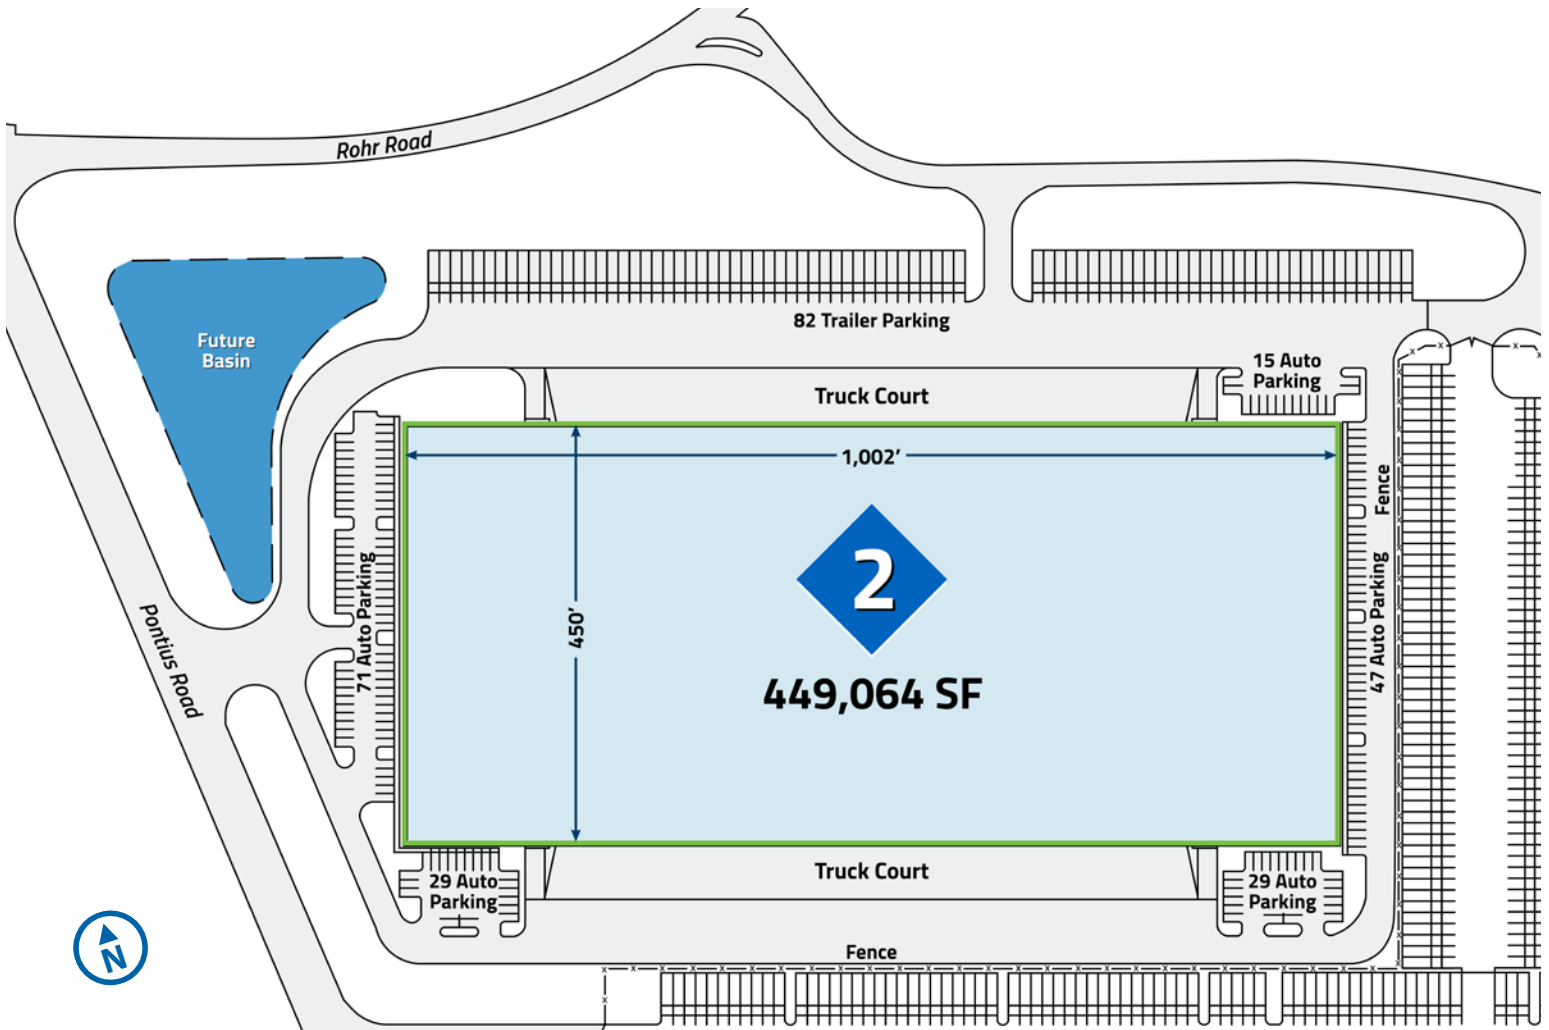 Rohr Road
82 Trailer Parking
Future
Basin
15 Auto
Parking
Truck Court
1,002’
Fence
2
450’
71 Auto Parking
47 Auto Parking
Pontius Road
449,064 SF
Truck Court
29 Auto
Parking
29 Auto
Parking
N
Fence